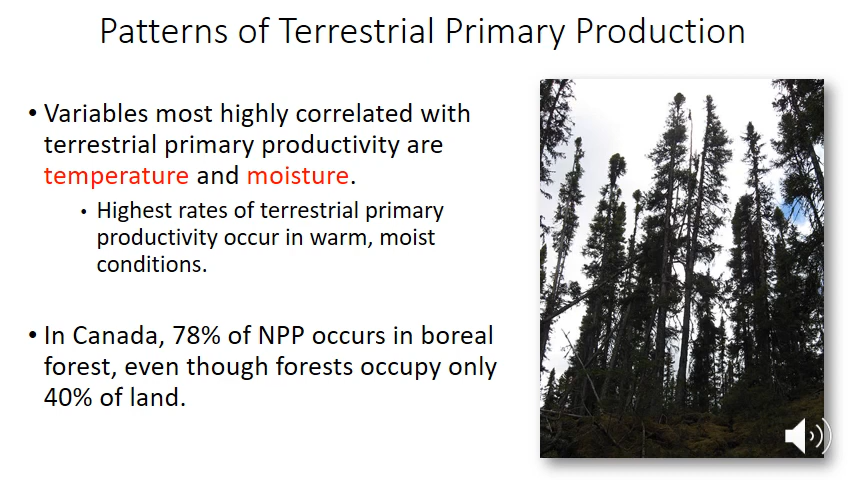 Patterns of Terrestrial Primary Production
• Variables most highly correlated with
terrestrial primary productivity are
temperature and moisture.
• Highest rates of terrestrial primary
productivity occur in warm, moist
conditions.
• In Canada, 78% of NPP occurs in boreal
forest, even though forests occupy only
40% of land.